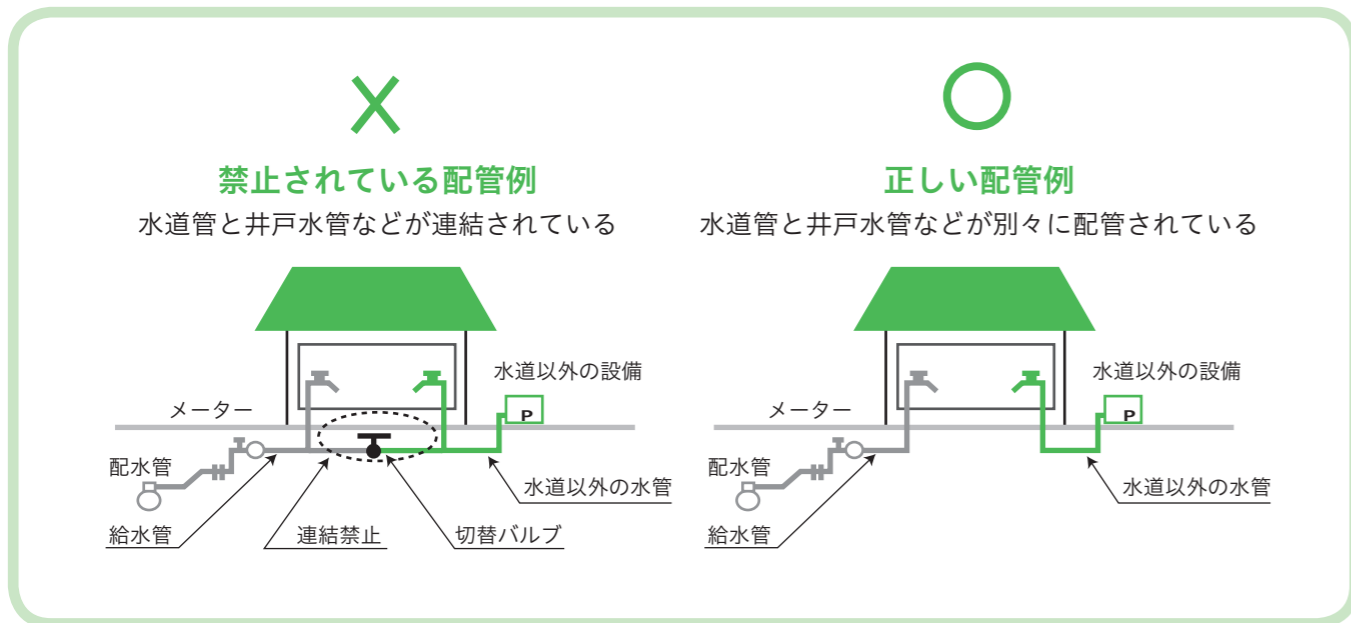 禁止されている配管例
水道管と井戸水管などが連結されている
水道以外の設備
P
メーター
配水管
水道以外の水管
給水管
連結禁止
切替バルブ
正しい配管例
水道管と井戸水管などが別々に配管されている
水道以外の設備
P
メーター
配水管
水道以外の水管
給水管